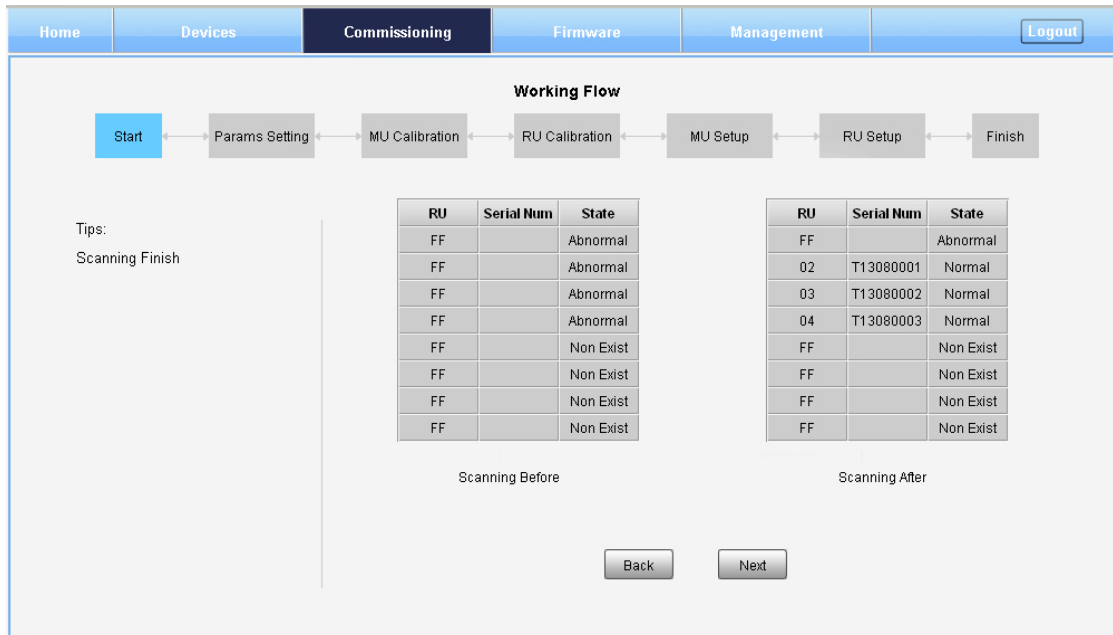 Home Devices Commissioning Firmware Management Logout
Working Flow
Start Params Setting MU Calibration RU Calibration MU Setup RU Setup Finish
Tips:
Scanning Finish
RU Serial Num State
FF Abnormal
FF Abnormal
FF Abnormal
FF Abnormal
FF Non Exist
FF Non Exist
FF Non Exist
FF Non Exist
Scanning Before
RU Serial Num State
FF Abnormal
02 T13080001 Normal
03 T13080002 Normal
04 T13080003 Normal
FF Non Exist
FF Non Exist
FF Non Exist
FF Non Exist
Scanning After
Back Next